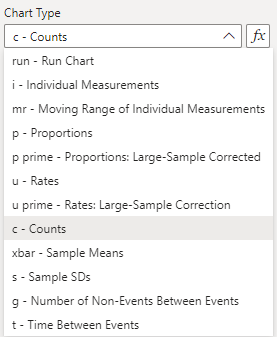 Chart Type
c - Counts
fx
run - Run Chart
i - Individual Measurements
mr - Moving Range of Individual Measurements
p - Proportions
p prime - Proportions: Large-Sample Corrected
u - Rates
u prime - Rates: Large-Sample Correction
c - Counts
xbar - Sample Means
s - Sample SDs
g - Number of Non-Events Between Events
t - Time Between Events